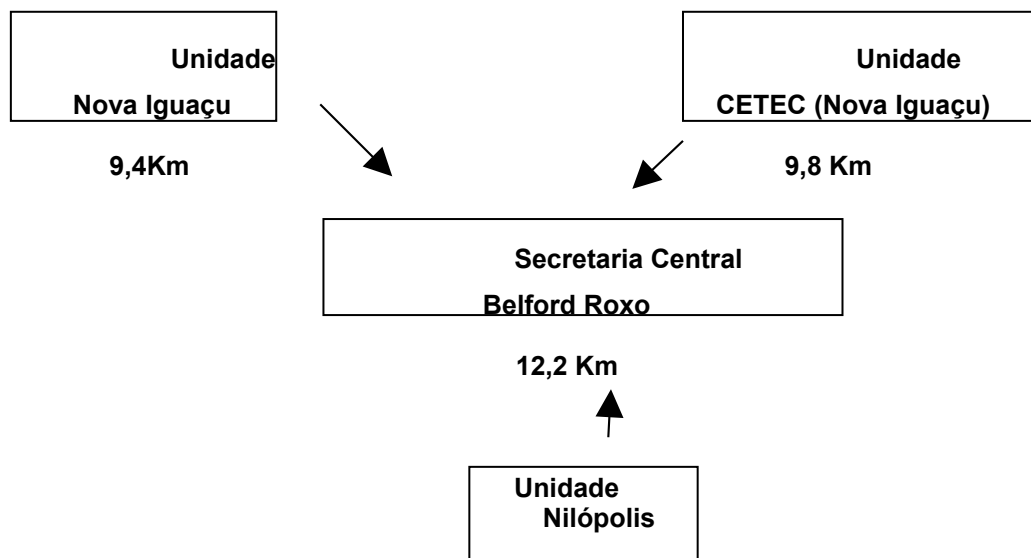 Unidade
Nova Iguaçu
9,4Km
Unidade
CETEC (Nova Iguaçu)
9,8 Km
Secretaria Central
Belford Roxo
12,2 Km
Unidade
Nilópolis